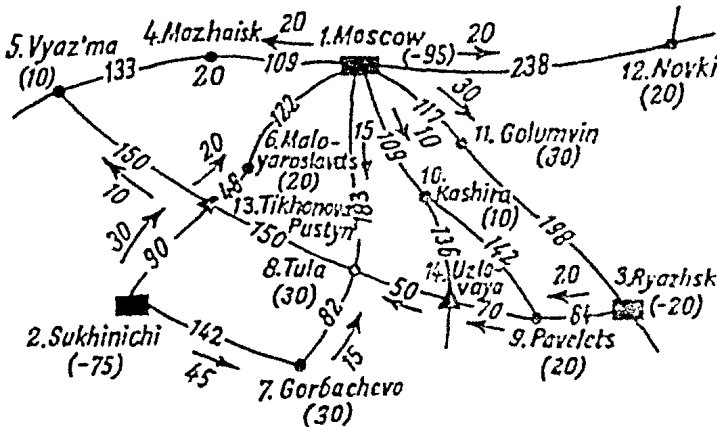 20
20
5. Vyaz'ma
(10)
4. Mozhaisk
1. Moscow
(-95)
133
20
109
238
12. Novki
(20)
30
122
15
10
117
109
11. Golumvin
(30)
20
6. Malo-
yaroslavets
(20)
150
10
48
10.
Kashira
(10)
13. Tikhonova
Pustyn'
183
198
30
90
150
136
142
8. Tula
(30)
14. Uzlo-
vaya
20
3. Ryazhsk
(-20)
50
70
64
2. Sukhinichi
(-75)
142
82
9. Pavelets
(20)
45
15
7. Gorbachevo
(30)